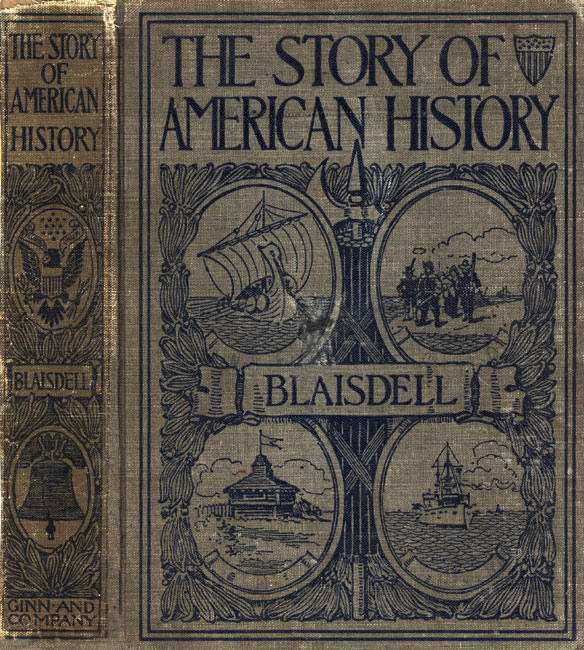 THE STORY
OF
AMERICAN
HISTORY
BLAISDELL
GINN·AND
COMPANY
THE STORY OF
AMERICAN HISTORY
BLAISDELL